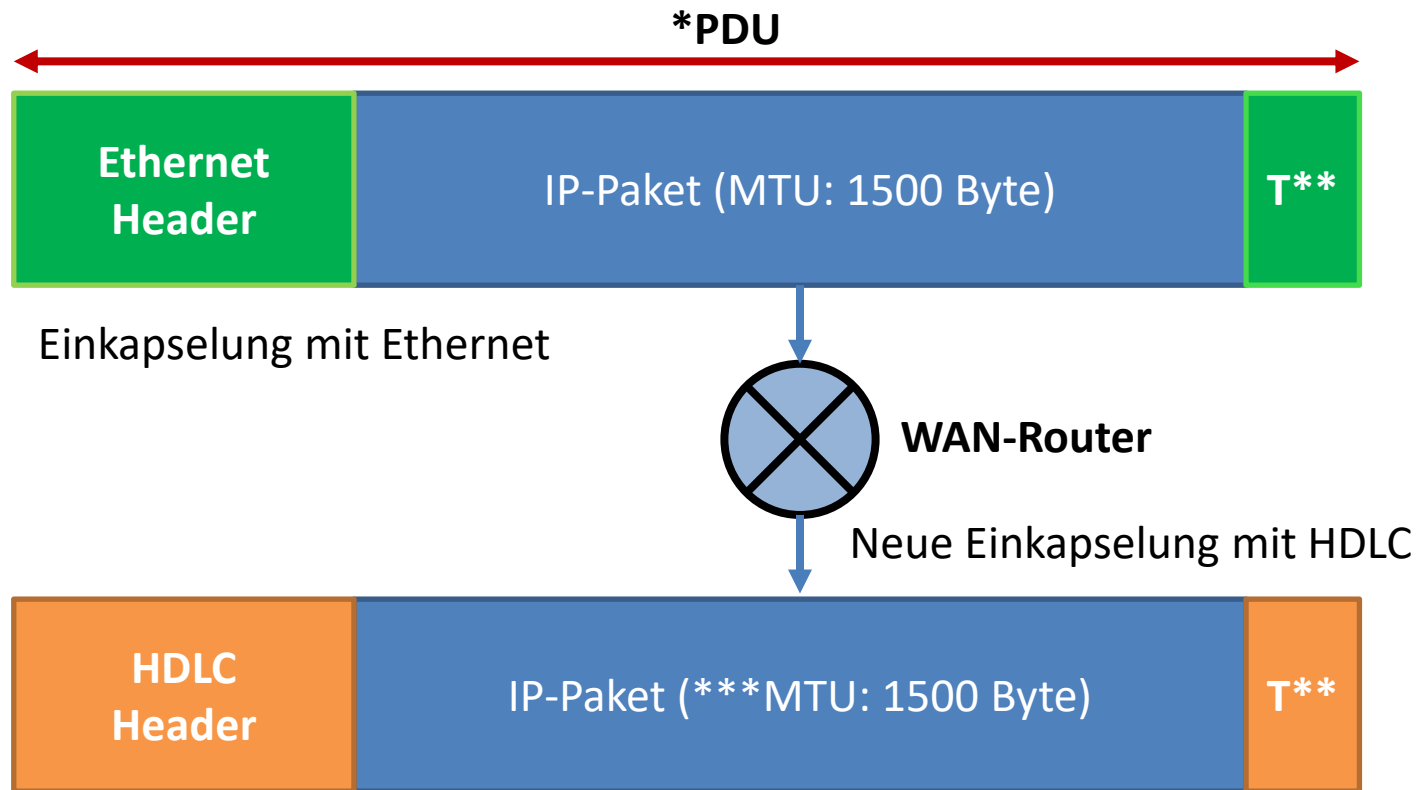 *PDU
Ethernet
Header
IP-Paket (MTU: 1500 Byte)
T**
Einkapselung mit Ethernet
WAN-Router
Neue Einkapselung mit HDLC
HDLC
Header
IP-Paket (***MTU: 1500 Byte)
T**